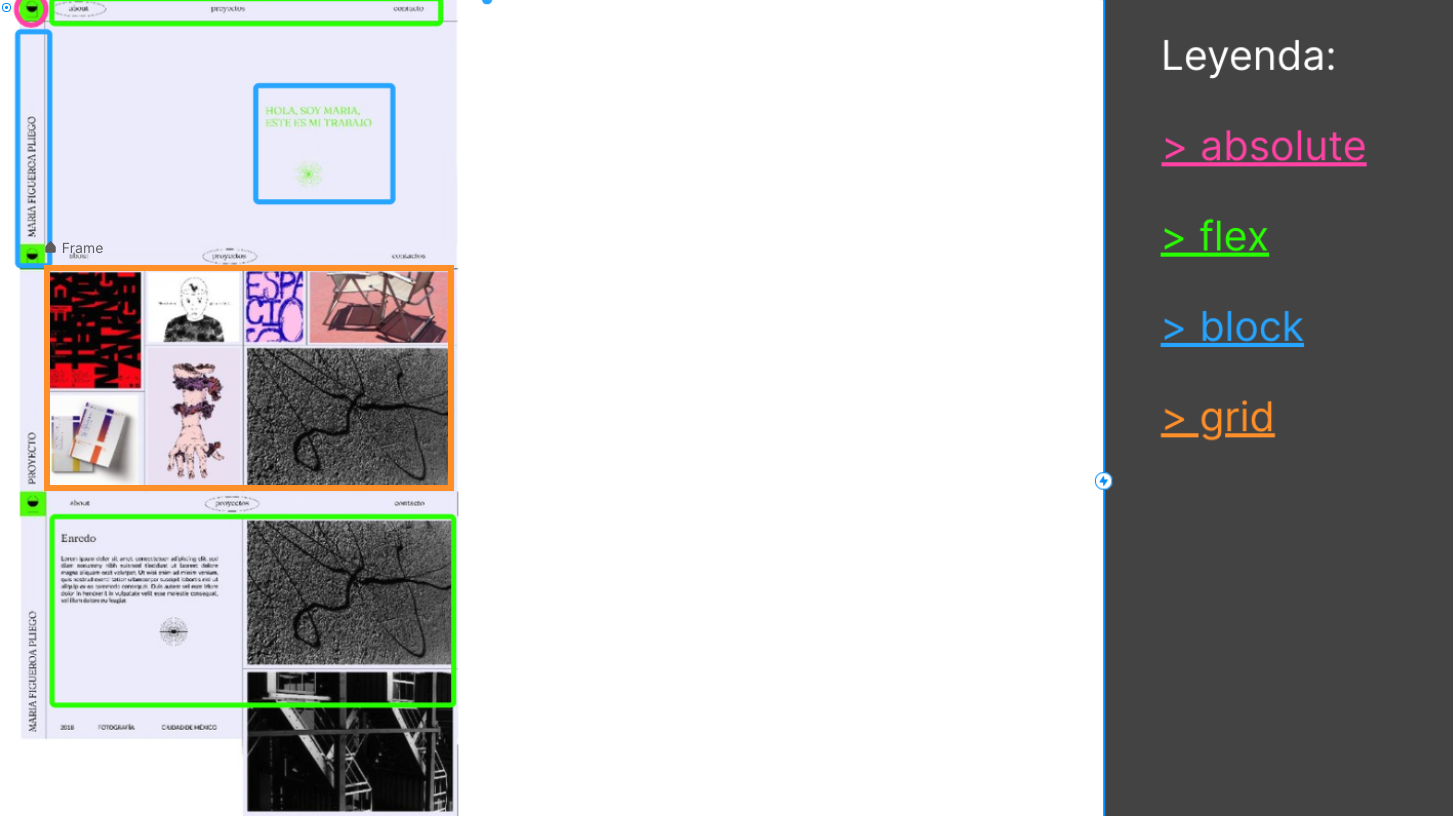 about proyectos contacto
HOLA, SOY MARIA,
ESTE ES MI TRABAJO
MARIA FIGUEROA PLIEGO
Frame
about proyectos contacto
ESPA
CIO
S
PROYECTO
about proyectos contacto
Enredo
Lorem ipsum dolor sit amet, consectetuer adipiscing elit, sed
diam nonummy nibh euismod tincidunt ut laoreet dolore
magna aliquam erat volutpat. Ut wisi enim ad minim veniam,
quis nostrud exerci tation ullamcorper suscipit lobortis nisl ut
aliquip ex ea commodo consequat. Duis autem vel eum iriure
dolor in hendrerit in vulputate velit esse molestie consequat,
vel illum dolore eu feugiat
MARIA FIGUEROA PLIEGO
2018 FOTOGRAFÍA CIUDAD DE MÉXICO
Leyenda:
> absolute
> flex
> block
> grid